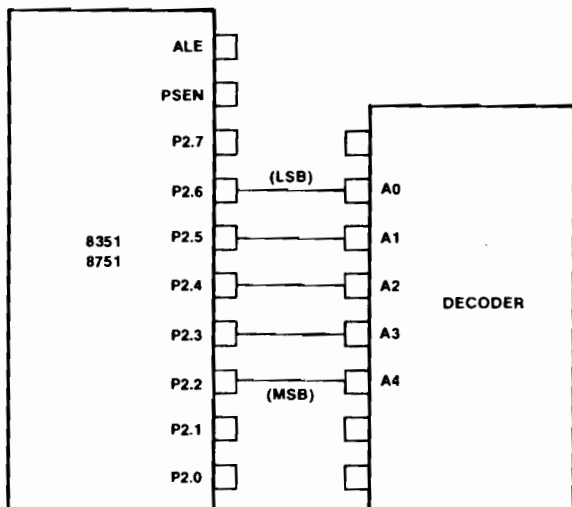 ALE
PSEN
P2.7
P2.6 (LSB) A0
P2.5 A1
8351
8751
P2.4 A2
DECODER
P2.3 A3
P2.2 (MSB) A4
P2.1
P2.0